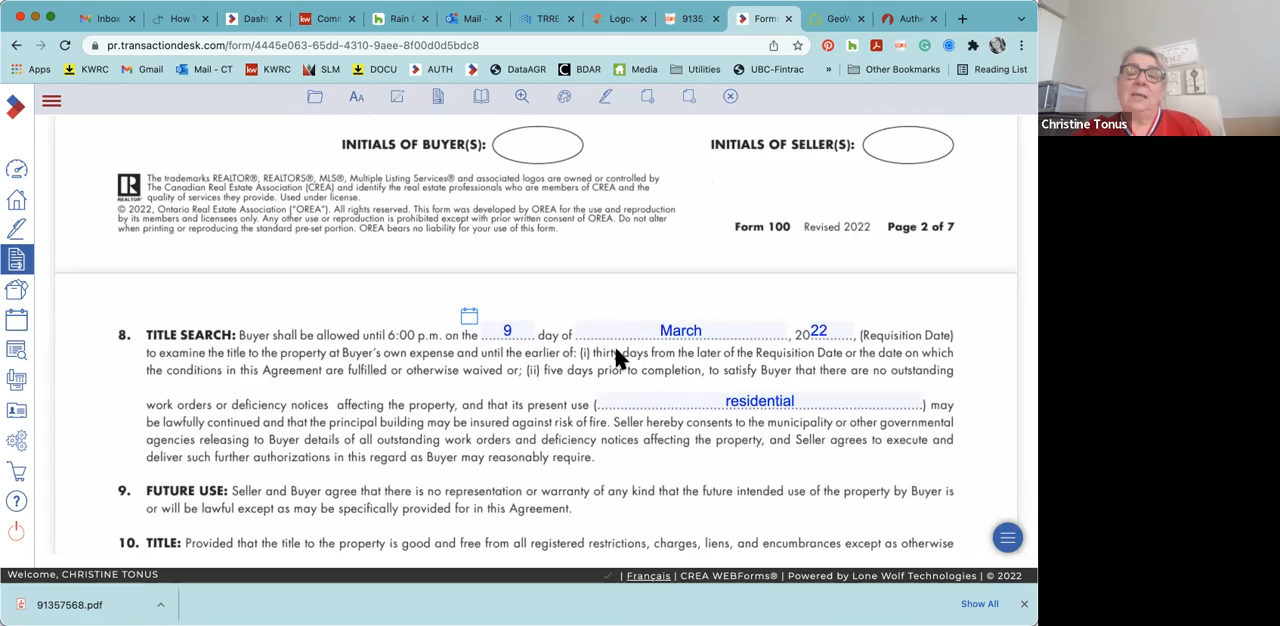 Inbox
How
Dashl
Comn
Rain (
Mail -
TRRE
Logo
9135
Form
GeoW
Authe
pr.transactiondesk.com/form/4445e063-65dd-4310-9aee-8f00d0d5bdc8
Apps KWRC Gmail Mail - CT KWRC SLM DOCU AUTH DataAGR BDAR Media Utilities UBC-Fintrac » Other Bookmarks Reading List
Christine Tonus
INITIALS OF BUYER(S): INITIALS OF SELLER(S):
The trademarks REALTOR®, REALTORS®, MLS®, Multiple Listing Services® and associated logos are owned or controlled by
The Canadian Real Estate Association (CREA) and identify the real estate professionals who are members of CREA and the
quality of services they provide. Used under license.
© 2022, Ontario Real Estate Association ("OREA"). All rights reserved. This form was developed by OREA for the use and reproduction
by its members and licensees only. Any other use or reproduction is prohibited except with prior written consent of OREA. Do not alter
when printing or reproducing the standard pre-set portion. OREA bears no liability for your use of this form.
Form 100 Revised 2022 Page 2 of 7
8. TITLE SEARCH: Buyer shall be allowed until 6:00 p.m. on the 9 day of March, 2022, (Requisition Date)
to examine the title to the property at Buyer's own expense and until the earlier of: (i) thirty days from the later of the Requisition Date or the date on which
the conditions in this Agreement are fulfilled or otherwise waived or; (ii) five days prior to completion, to satisfy Buyer that there are no outstanding
work orders or deficiency notices affecting the property, and that its present use (residential) may
be lawfully continued and that the principal building may be insured against risk of fire. Seller hereby consents to the municipality or other governmental
agencies releasing to Buyer details of all outstanding work orders and deficiency notices affecting the property, and Seller agrees to execute and
deliver such further authorizations in this regard as Buyer may reasonably require.
9. FUTURE USE: Seller and Buyer agree that there is no representation or warranty of any kind that the future intended use of the property by Buyer is
or will be lawful except as may be specifically provided for in this Agreement.
10. TITLE: Provided that the title to the property is good and free from all registered restrictions, charges, liens, and encumbrances except as otherwise
Welcome, CHRISTINE TONUS | Français | CREA WEBForms® | Powered by Lone Wolf Technologies | © 2022
91357568.pdf Show All